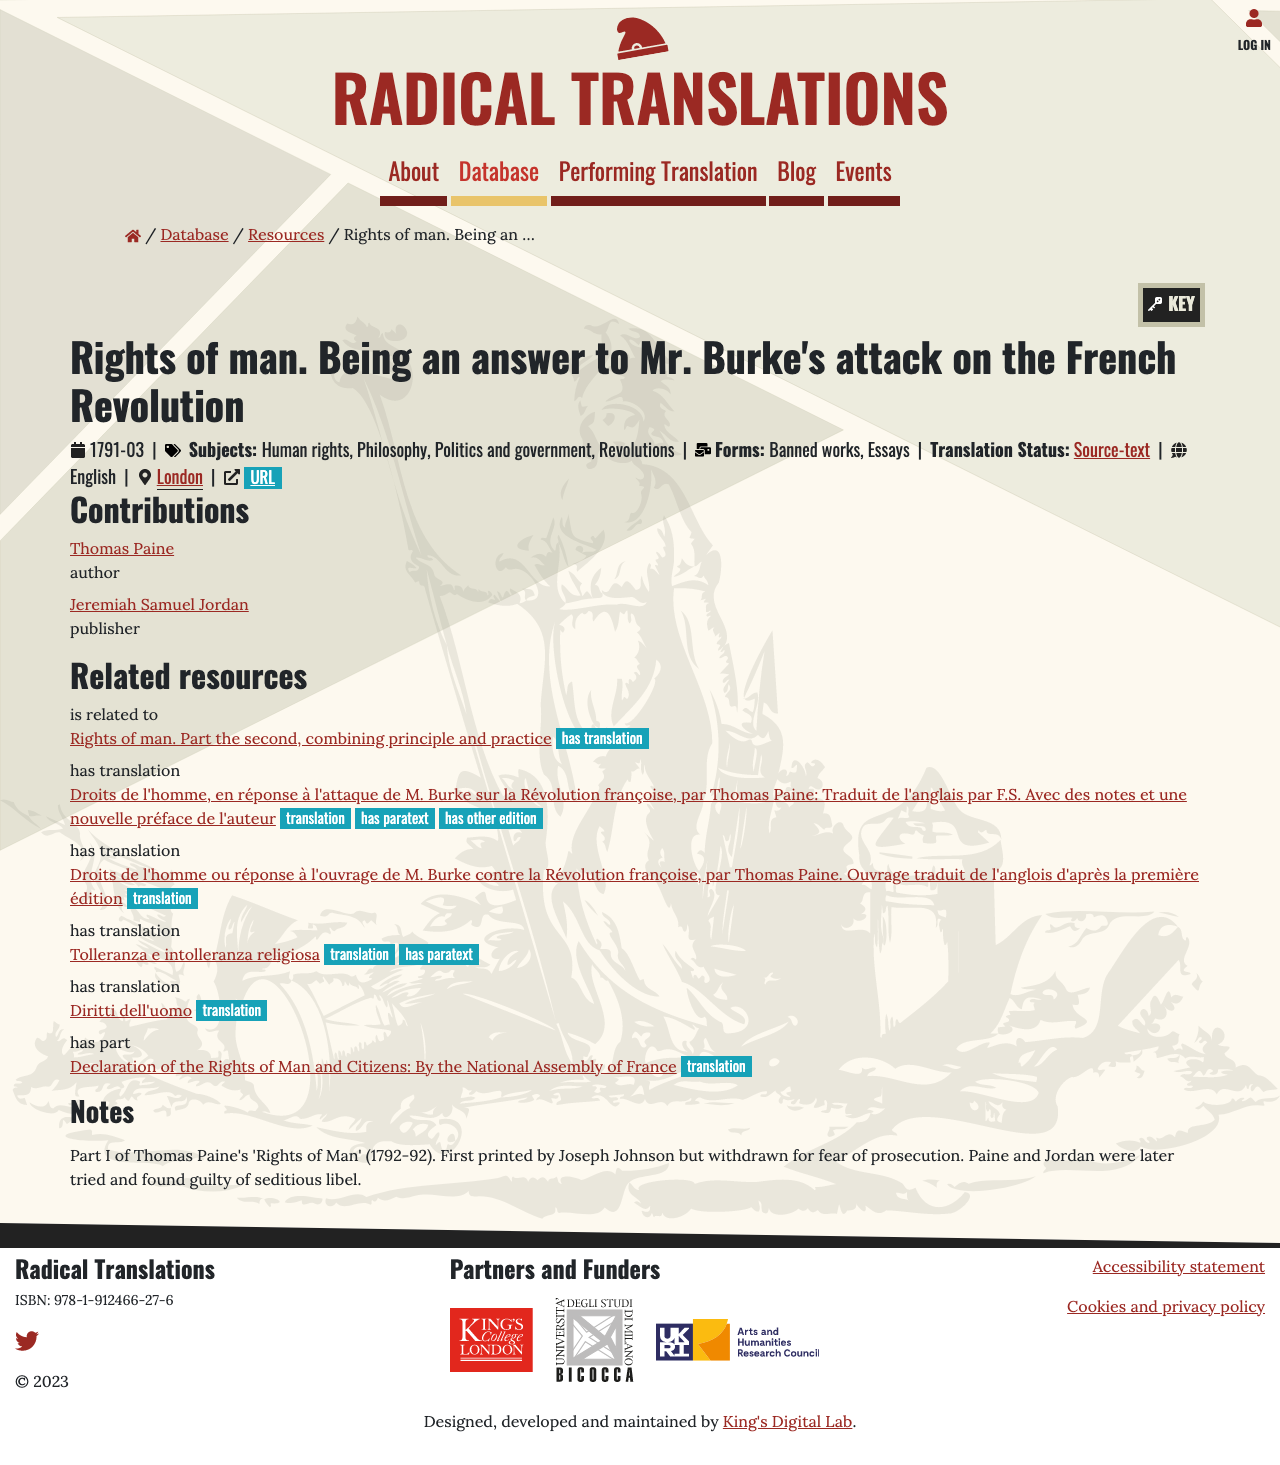 LOG IN
RADICAL TRANSLATIONS
About Database Performing Translation Blog Events
/ Database / Resources / Rights of man. Being an ...
KEY
Rights of man. Being an answer to Mr. Burke's attack on the French
Revolution
1791-03 | Subjects: Human rights, Philosophy, Politics and government, Revolutions | Forms: Banned works, Essays | Translation Status: Source-text |
English | London | URL
Contributions
Thomas Paine
author
Jeremiah Samuel Jordan
publisher
Related resources
is related to
Rights of man. Part the second, combining principle and practice has translation
has translation
Droits de l'homme, en réponse à l'attaque de M. Burke sur la Révolution françoise, par Thomas Paine: Traduit de l'anglais par F.S. Avec des notes et une
nouvelle préface de l'auteur translation has paratext has other edition
has translation
Droits de l'homme ou réponse à l'ouvrage de M. Burke contre la Révolution françoise, par Thomas Paine. Ouvrage traduit de l'anglois d'après la première
édition translation
has translation
Tolleranza e intolleranza religiosa translation has paratext
has translation
Diritti dell'uomo translation
has part
Declaration of the Rights of Man and Citizens: By the National Assembly of France translation
Notes
Part I of Thomas Paine's 'Rights of Man' (1792-92). First printed by Joseph Johnson but withdrawn for fear of prosecution. Paine and Jordan were later
tried and found guilty of seditious libel.
Radical Translations
ISBN: 978-1-912466-27-6
© 2023
Partners and Funders
KING'S
College
LONDON
UNIVERSITA'
DEGLI STUDI
DI MILANO
BICOCCA
UKRI
Arts and
Humanities
Research Council
Accessibility statement
Cookies and privacy policy
Designed, developed and maintained by King's Digital Lab.